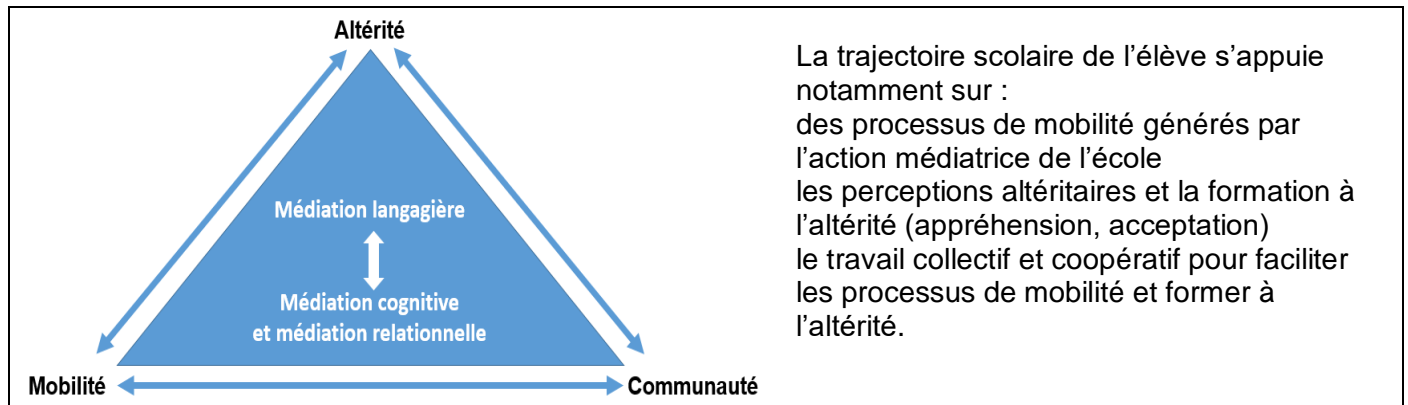 Altérité
Médiation langagière
Médiation cognitive
et médiation relationnelle
Mobilité
Communauté
La trajectoire scolaire de l’élève s’appuie
notamment sur :
des processus de mobilité générés par
l’action médiatrice de l’école
les perceptions altéritaires et la formation à
l’altérité (appréhension, acceptation)
le travail collectif et coopératif pour faciliter
les processus de mobilité et former à
l’altérité.